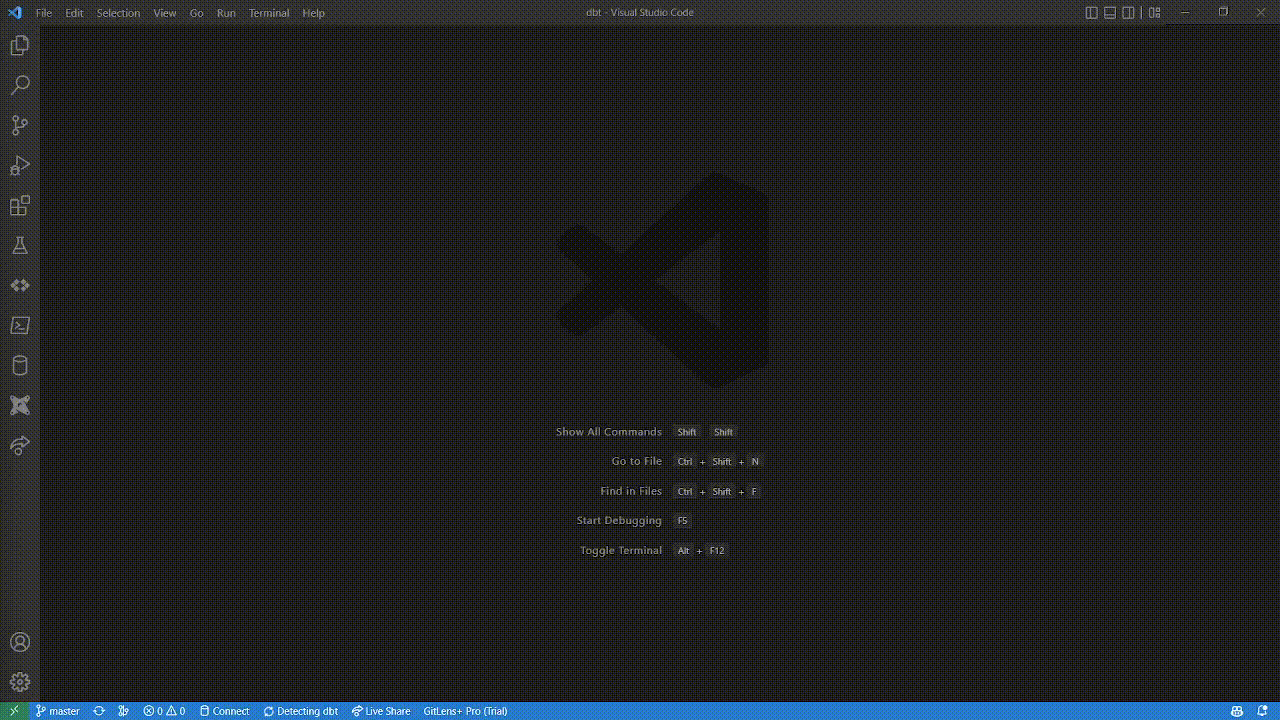 File Edit Selection View Go Run Terminal Help dbt - Visual Studio Code
Show All Commands Shift Shift
Go to File Ctrl + Shift + N
Find in Files Ctrl + Shift + F
Start Debugging F5
Toggle Terminal Alt + F12
master 0 0 Connect Detecting dbt Live Share GitLens+ Pro (Trial)